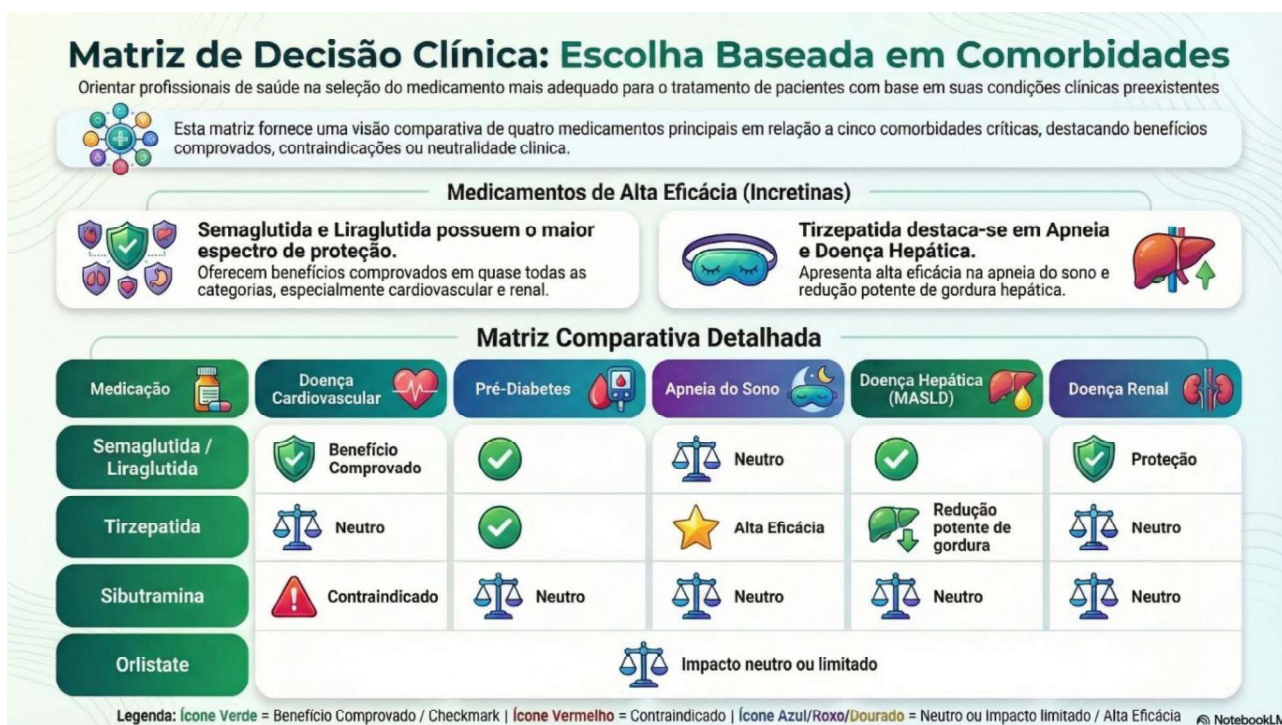 Matriz de Decisão Clínica: Escolha Baseada em Comorbidades
Orientar profissionais de saúde na seleção do medicamento mais adequado para o tratamento de pacientes com base em suas condições clínicas preexistentes
Esta matriz fornece uma visão comparativa de quatro medicamentos principais em relação a cinco comorbidades críticas, destacando benefícios
comprovados, contraindicações ou neutralidade clinica.
Medicamentos de Alta Eficácia (Incretinas)
Semaglutida e Liraglutida possuem o maior
espectro de proteção.
Oferecem benefícios comprovados em quase todas as
categorias, especialmente cardiovascular e renal.
Tirzepatida destaca-se em Apneia
e Doença Hepática.
Apresenta alta eficácia na apneia do sono e
redução potente de gordura hepática.
Matriz Comparativa Detalhada
Medicação
Doença
Cardiovascular
Pré-Diabetes
Apneia do Sono
Doença Hepática
(MASLD)
Doença Renal
Semaglutida /
Liraglutida
Benefício
Comprovado
Neutro
Proteção
Tirzepatida
Neutro
Alta Eficácia
Redução
potente de
gordura
Neutro
Sibutramina
Contraindicado
Neutro
Neutro
Neutro
Neutro
Orlistate
Impacto neutro ou limitado
Legenda: Ícone Verde = Benefício Comprovado / Checkmark | Ícone Vermelho = Contraindicado | Ícone Azul/Roxo/Dourado = Neutro ou Impacto limitado / Alta Eficácia
NotebookLM